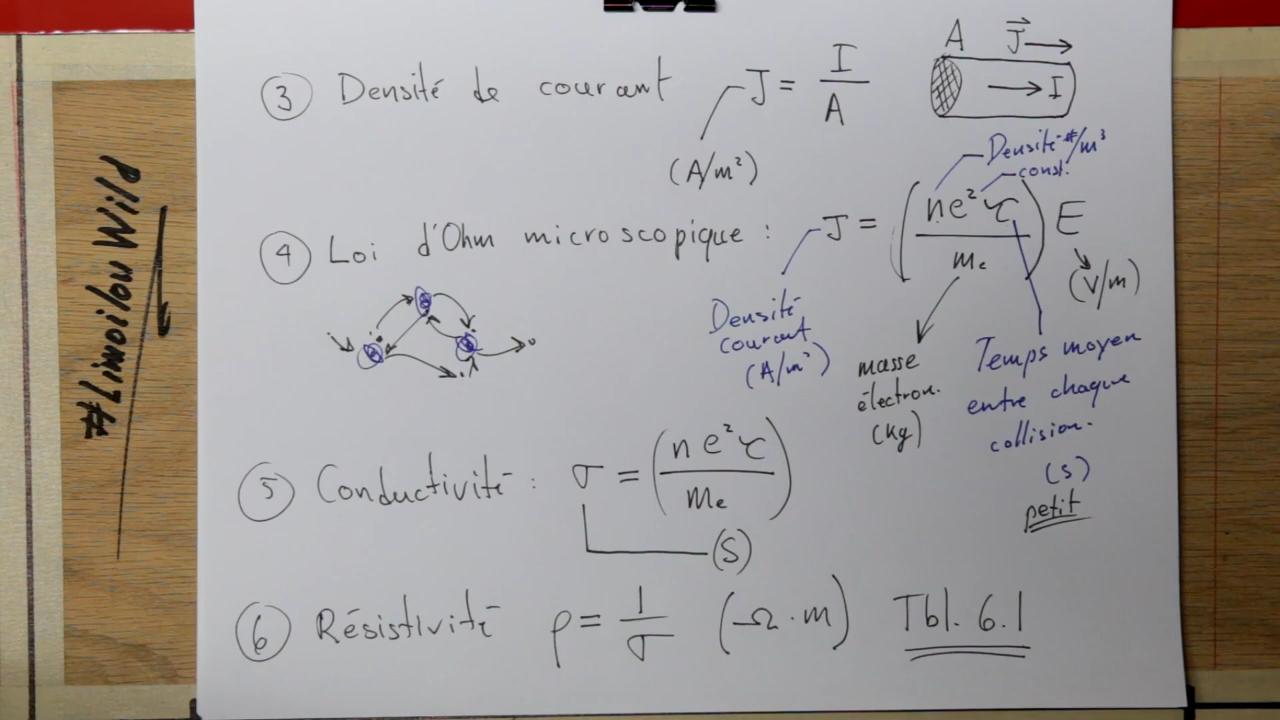 #Limoilou Wild
③ Densité de courant J = I / A
(A/m²)
A J⃗
I
④ Loi d'Ohm microscopique : J = (ne²τ / me) E
Densité #/m³
const.
(V/m)
Densité
courant
(A/m²)
masse
électron.
(kg)
Temps moyen
entre chaque
collision.
(s)
petit
⑤ Conductivité : σ = (ne²τ / me)
(S)
⑥ Résistivité ρ = 1 / σ (Ω·m) Tbl. 6.1